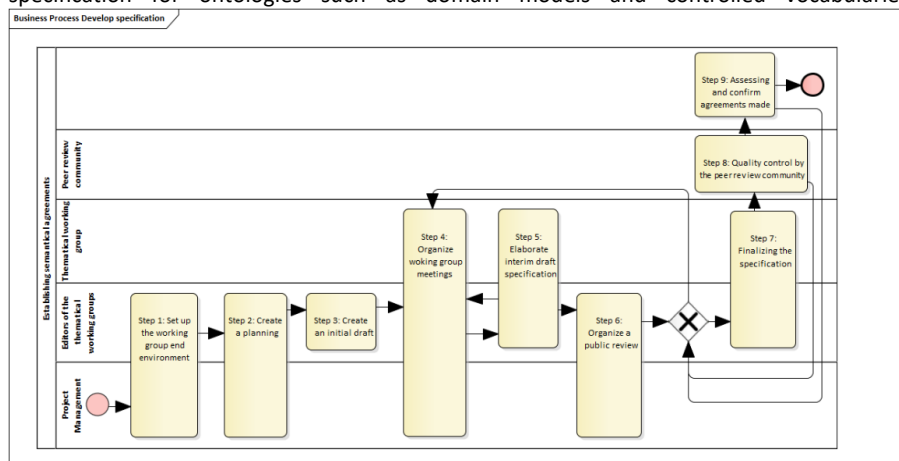 specification for ontologies such as domain models and controlled vocabularie
Business Process Develop specification
Establishing semantical agreements
Peer review
community
Thematical working
group
Editors of the
thematical
working groups
Project
Management
Step 1: Set up
the working
group end
environment
Step 2: Create
a planning
Step 3: Create
an initial draft
Step 4:
Organize
woking group
meetings
Step 5:
Elaborate
interim draft
specification
Step 6:
Organize a
public review
Step 7:
Finalizing the
specification
Step 8: Quality control by
the peer review community
Step 9: Assessing
and confirm
agreements made